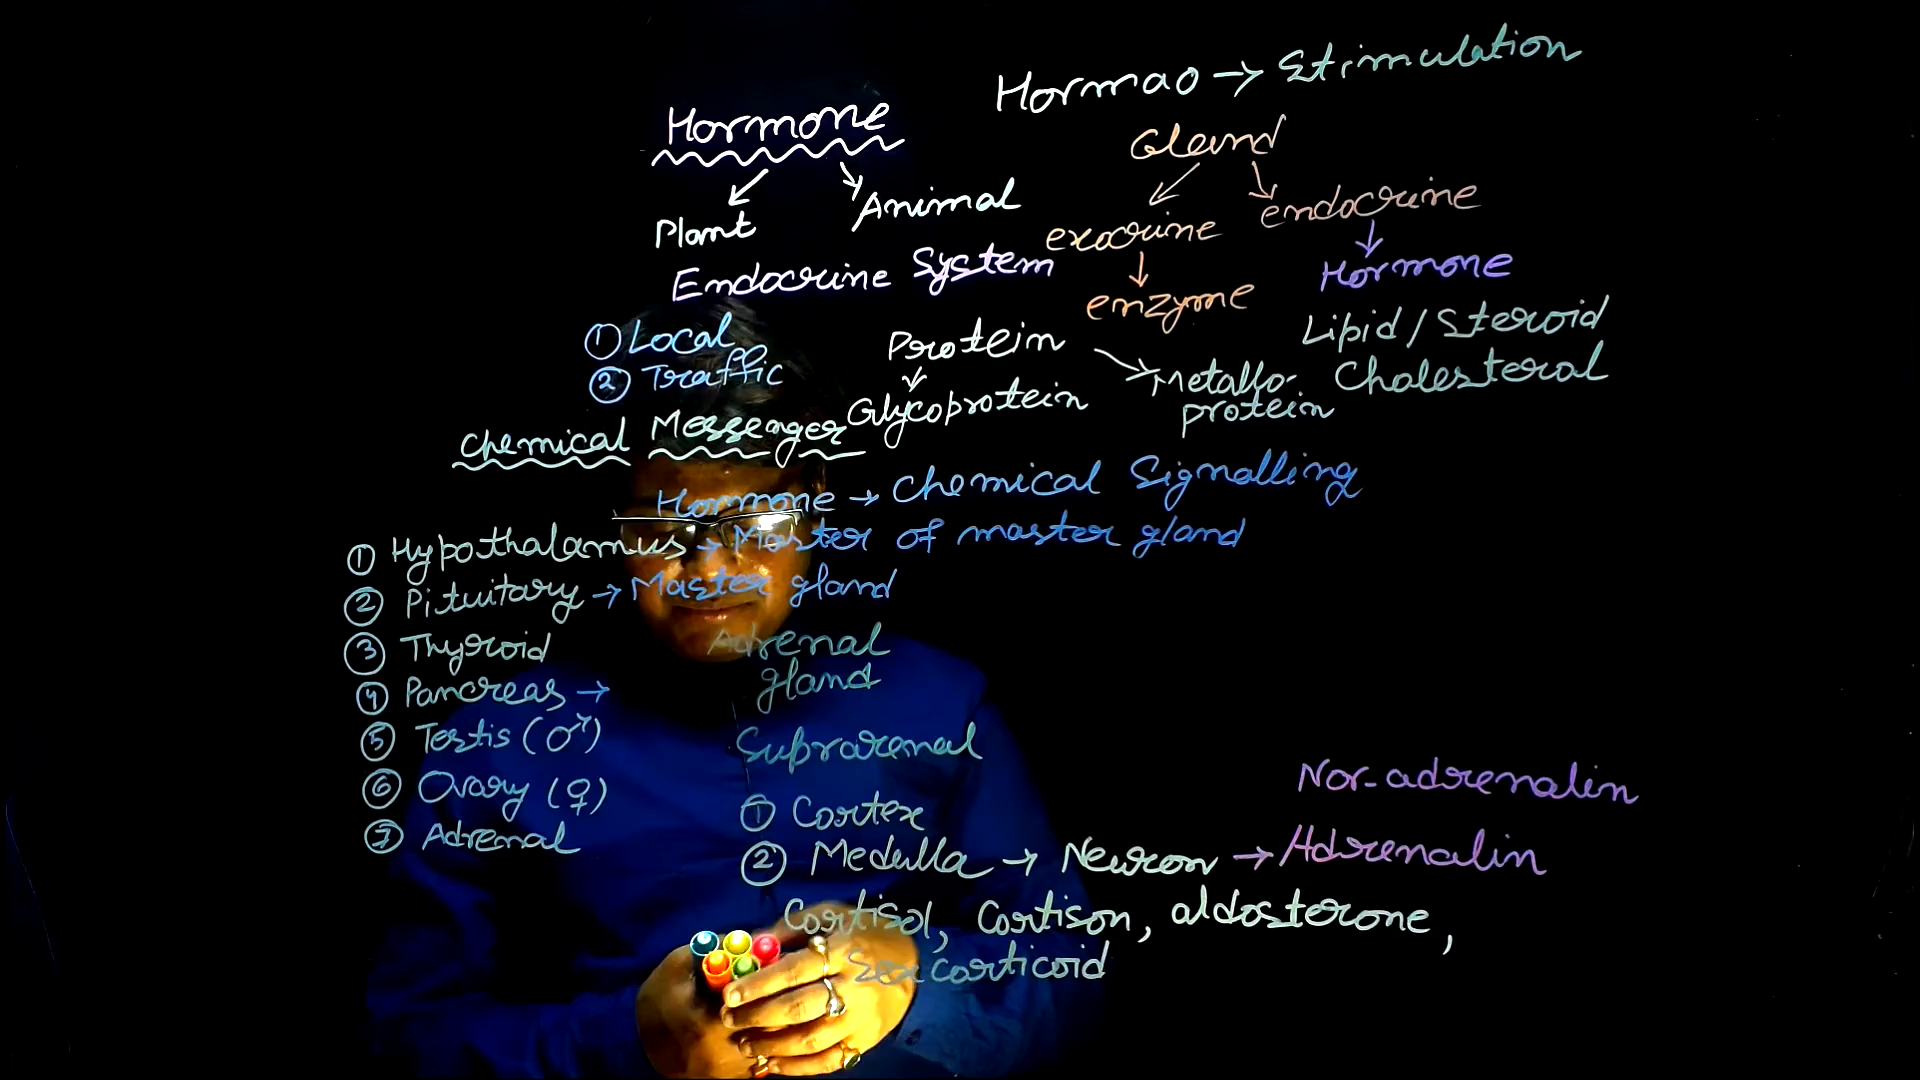 Hormao → Stimulation
Hormone
Gland
Plant
Animal
exocrine
endocrine
Endocrine System
enzyme
Hormone
① Local
② Traffic
Protein
Lipid / Steroid
Glycoprotein
Metallo-
protein
Cholesteral
Chemical Messenger
Hormone → Chemical Signalling
① Hypothalamus → Master of master gland
② Pituitary → Master gland
③ Thyroid
④ Pancreas →
⑤ Testis (♂)
⑥ Ovary (♀)
⑦ Adrenal
Adrenal
gland
Suprarenal
① Cortex
② Medulla → Neuron → Adrenalin
Nor-adrenalin
Cortisol, Cortison, aldosterone,
Sexcorticoid